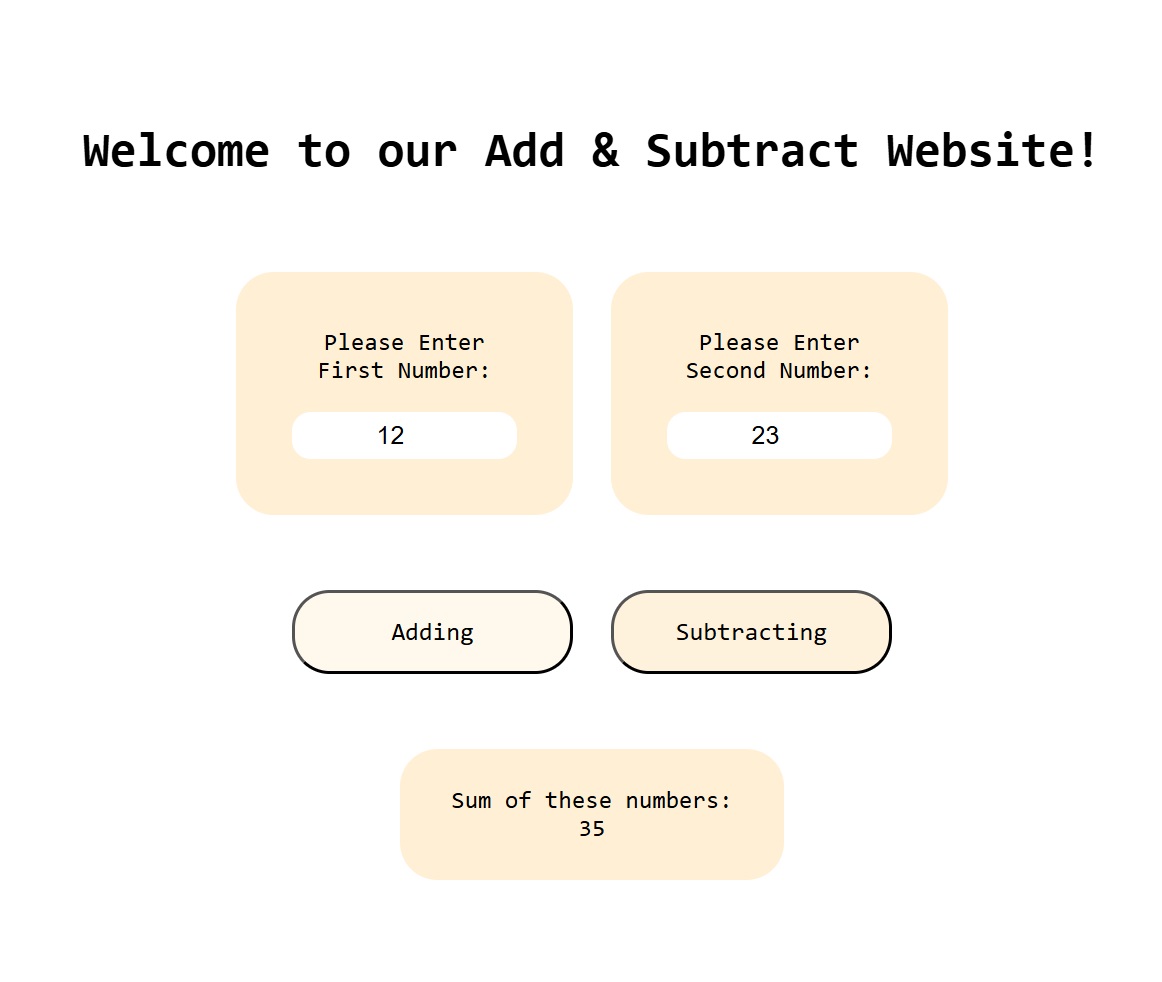 Welcome to our Add & Subtract Website!
Please Enter
First Number:
12
Please Enter
Second Number:
23
Adding
Subtracting
Sum of these numbers:
35